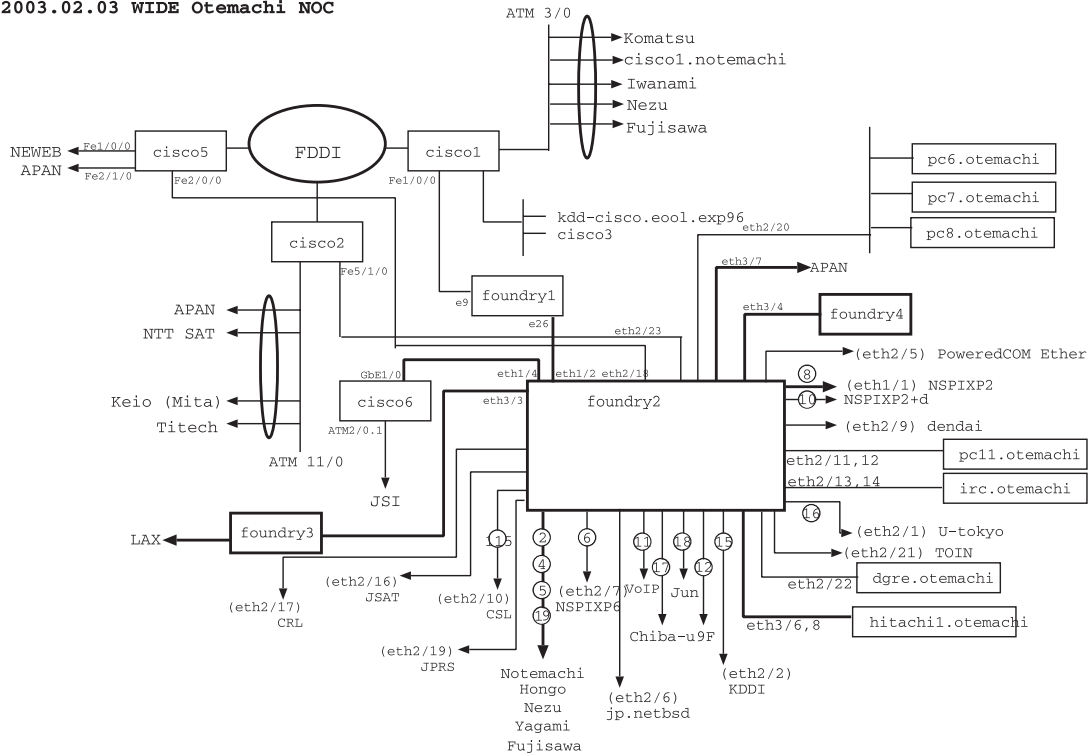 2003.02.03 WIDE Otemachi NOC
ATM 3/0
Komatsu
cisco1.notemachi
Iwanami
Nezu
Fujisawa
NEWEB
APAN
Fe1/0/0
Fe2/1/0
cisco5
Fe2/0/0
FDDI
cisco1
Fe1/0/0
pc6.otemachi
pc7.otemachi
pc8.otemachi
kdd-cisco.eool.exp96
cisco3
eth2/20
cisco2
Fe5/1/0
eth3/7
APAN
foundry1
e9
e26
eth3/4
foundry4
APAN
NTT SAT
Keio (Mita)
Titech
ATM 11/0
eth2/23
GbE1/0
eth1/4
eth1/2
eth2/18
cisco6
ATM2/0.1
JSI
eth3/3
foundry2
(eth2/5) PoweredCOM Ether
8
(eth1/1) NSPIXP2
10
NSPIXP2+d
(eth2/9) dendai
eth2/11,12
pc11.otemachi
eth2/13,14
irc.otemachi
16
(eth2/1) U-tokyo
(eth2/21) TOIN
eth2/22
dgre.otemachi
eth3/6,8
hitachi1.otemachi
LAX
foundry3
(eth2/17)
CRL
(eth2/16)
JSAT
115
(eth2/10)
CSL
(eth2/19)
JPRS
2
4
5
19
Notemachi
Hongo
Nezu
Yagami
Fujisawa
6
(eth2/7)
NSPIXP6
(eth2/6)
jp.netbsd
11
VoIP
17
Chiba-u9F
18
Jun
12
15
(eth2/2)
KDDI